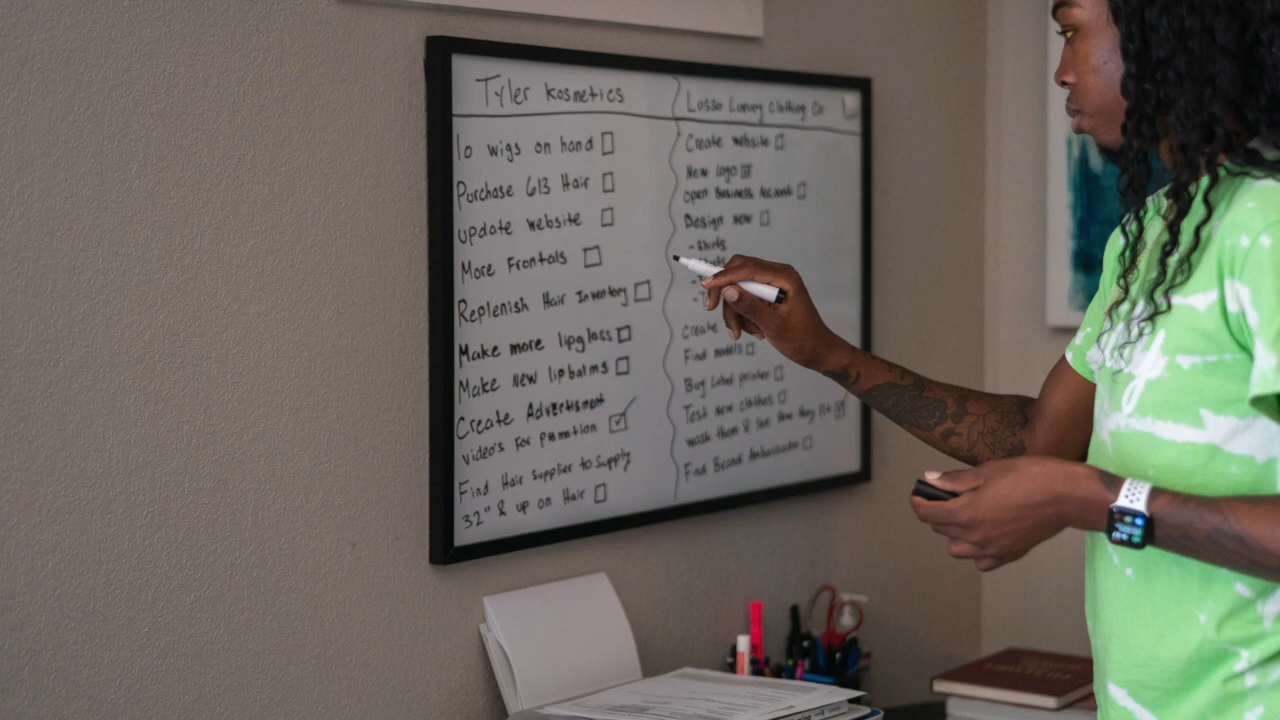 Tyler Kosmetics
10 wigs on hand
Purchase 613 Hair
update website
More Frontals
Replenish Hair Inventory
Make more lipgloss
Make New lipbalms
Create Advertisment
video's For Pomotion
Find Hair Supplier to Supply
32" & up on Hair
Lusso Luxury Clothing Co
Create website
New logo
open Business Account
Design New
- Shirts
Create
Find models
Buy Label printer
Test new clothes
wash them & see how they fit
Find Brand Ambassador